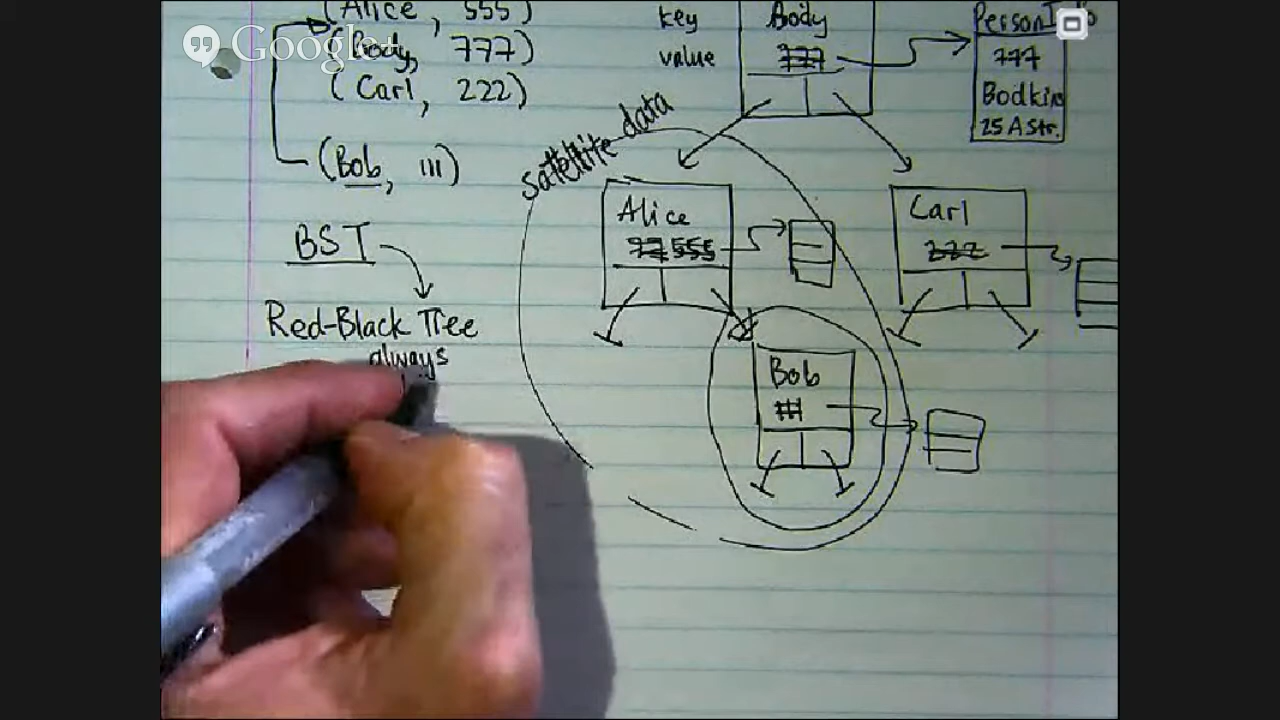 (Alice, 555)
(Body, 777)
(Carl, 222)
(Bob, 111)
BST
Red-Black Tree
always
key
value
Body
777
Person Info
777
Bodkins
25 A Str.
satellite data
Alice
555
Carl
222
Bob
111
Google+